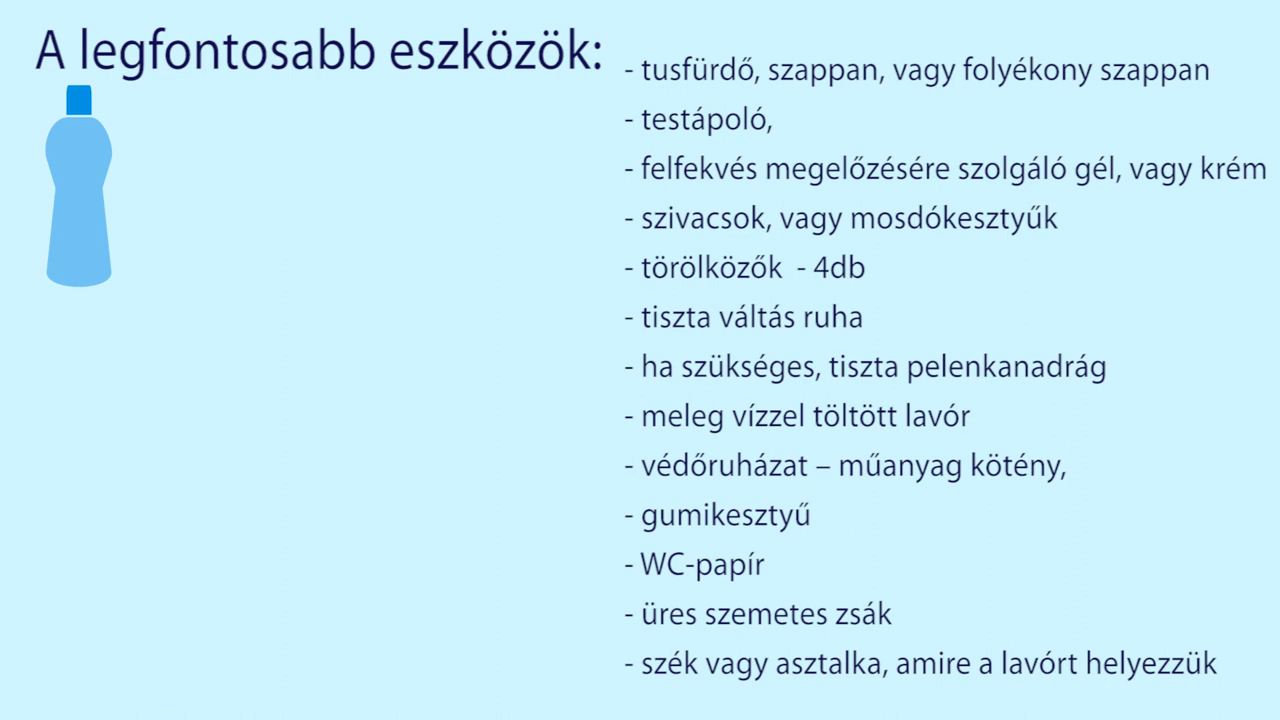 A legfontosabb eszközök:
- tusfürdő, szappan, vagy folyékony szappan
- testápoló,
- felfekvés megelőzésére szolgáló gél, vagy krém
- szivacsok, vagy mosdókesztyűk
- törölközők - 4db
- tiszta váltás ruha
- ha szükséges, tiszta pelenkanadrág
- meleg vízzel töltött lavór
- védőruházat – műanyag kötény,
- gumikesztyű
- WC-papír
- üres szemetes zsák
- szék vagy asztalka, amire a lavórt helyezzük